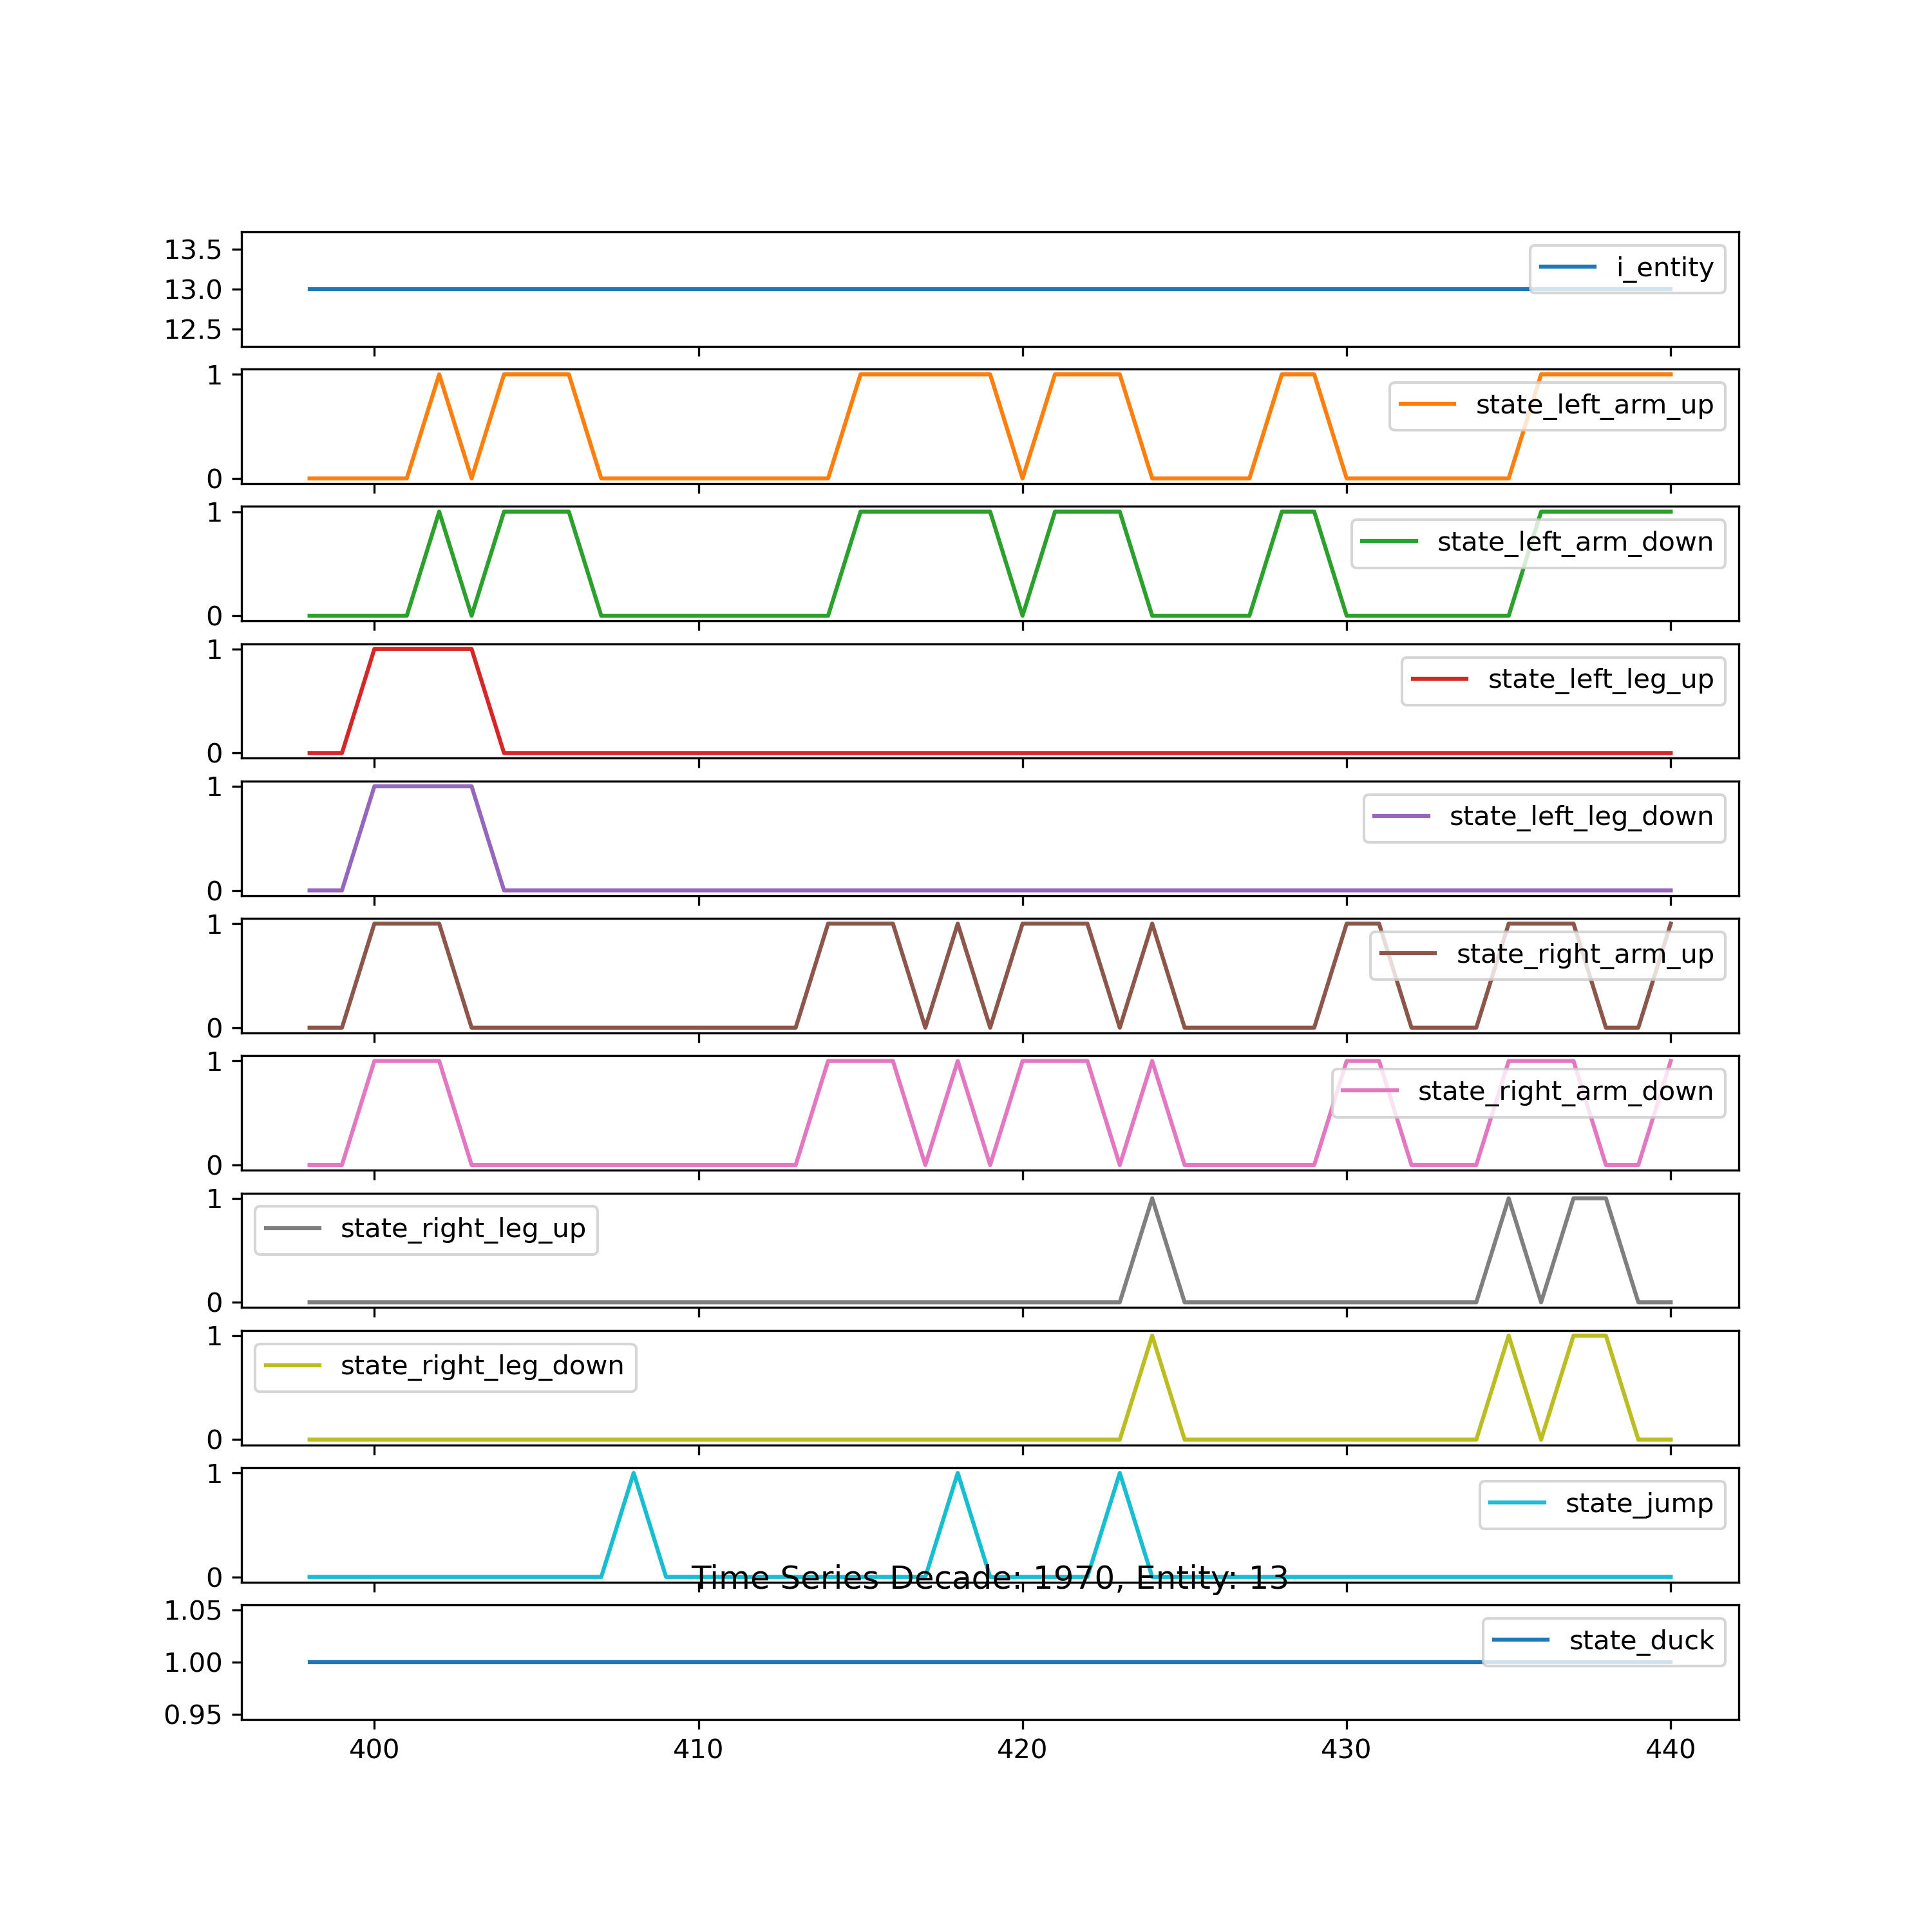 13.5
13.0
12.5
i_entity
1
0
state_left_arm_up
1
0
state_left_arm_down
1
0
state_left_leg_up
1
0
state_left_leg_down
1
0
state_right_arm_up
1
0
state_right_arm_down
1
0
state_right_leg_up
1
0
state_right_leg_down
1
0
state_jump
Time Series Decade: 1970, Entity: 13
1.05
1.00
0.95
state_duck
400 410 420 430 440